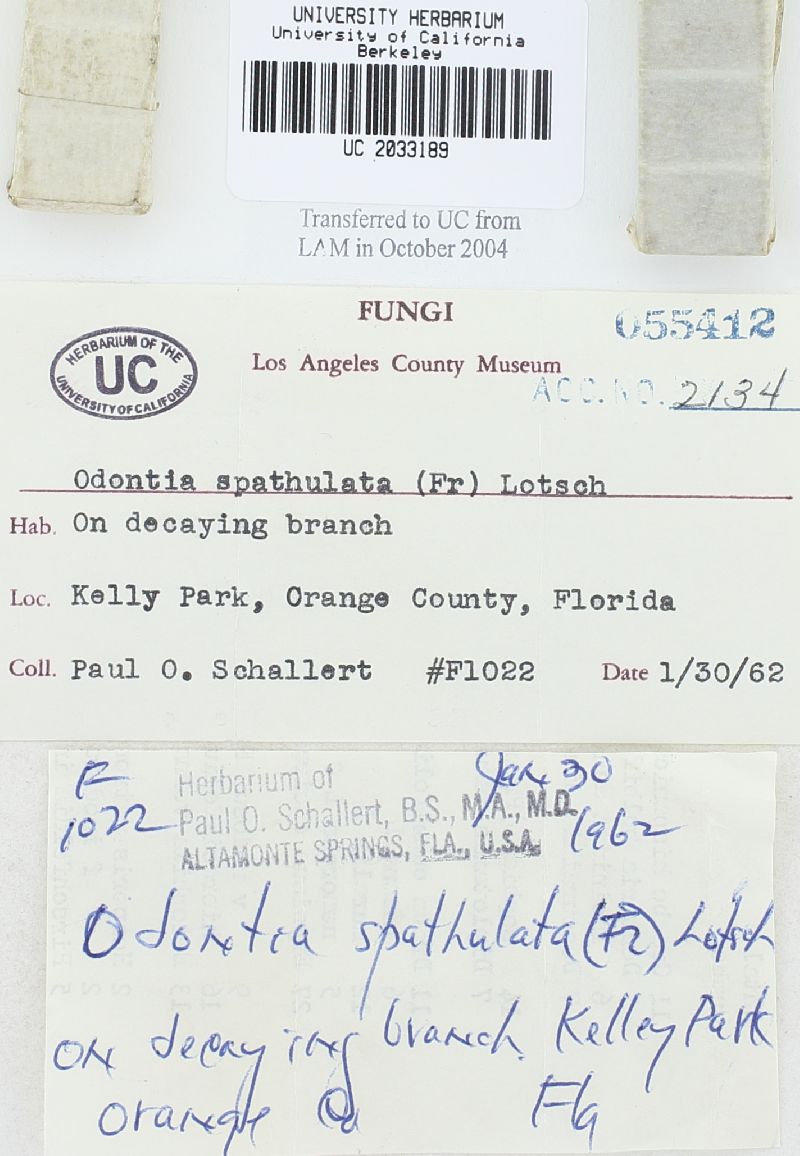 UNIVERSITY HERBARIUM
University of California
Berkeley
UC 2033189
Transferred to UC from
LAM in October 2004
FUNGI
055412
HERBARIUM OF THE
UC
UNIVERSITY OF CALIFORNIA
Los Angeles County Museum
ACC. NO. 2134
Odontia spathulata (Fr) Lotsch
Hab. On decaying branch
Loc. Kelly Park, Orange County, Florida
Coll. Paul O. Schallert #F1022 Date 1/30/62
F Herbarium of Jan. 30
1022 Paul O. Schallert, B.S., M.A., M.D. 1962
ALTAMONTE SPRINGS, FLA., U.S.A.
Odontia spathulata (Fr) Lotsch
on decaying branch. Kelley Park
orange Co Fla